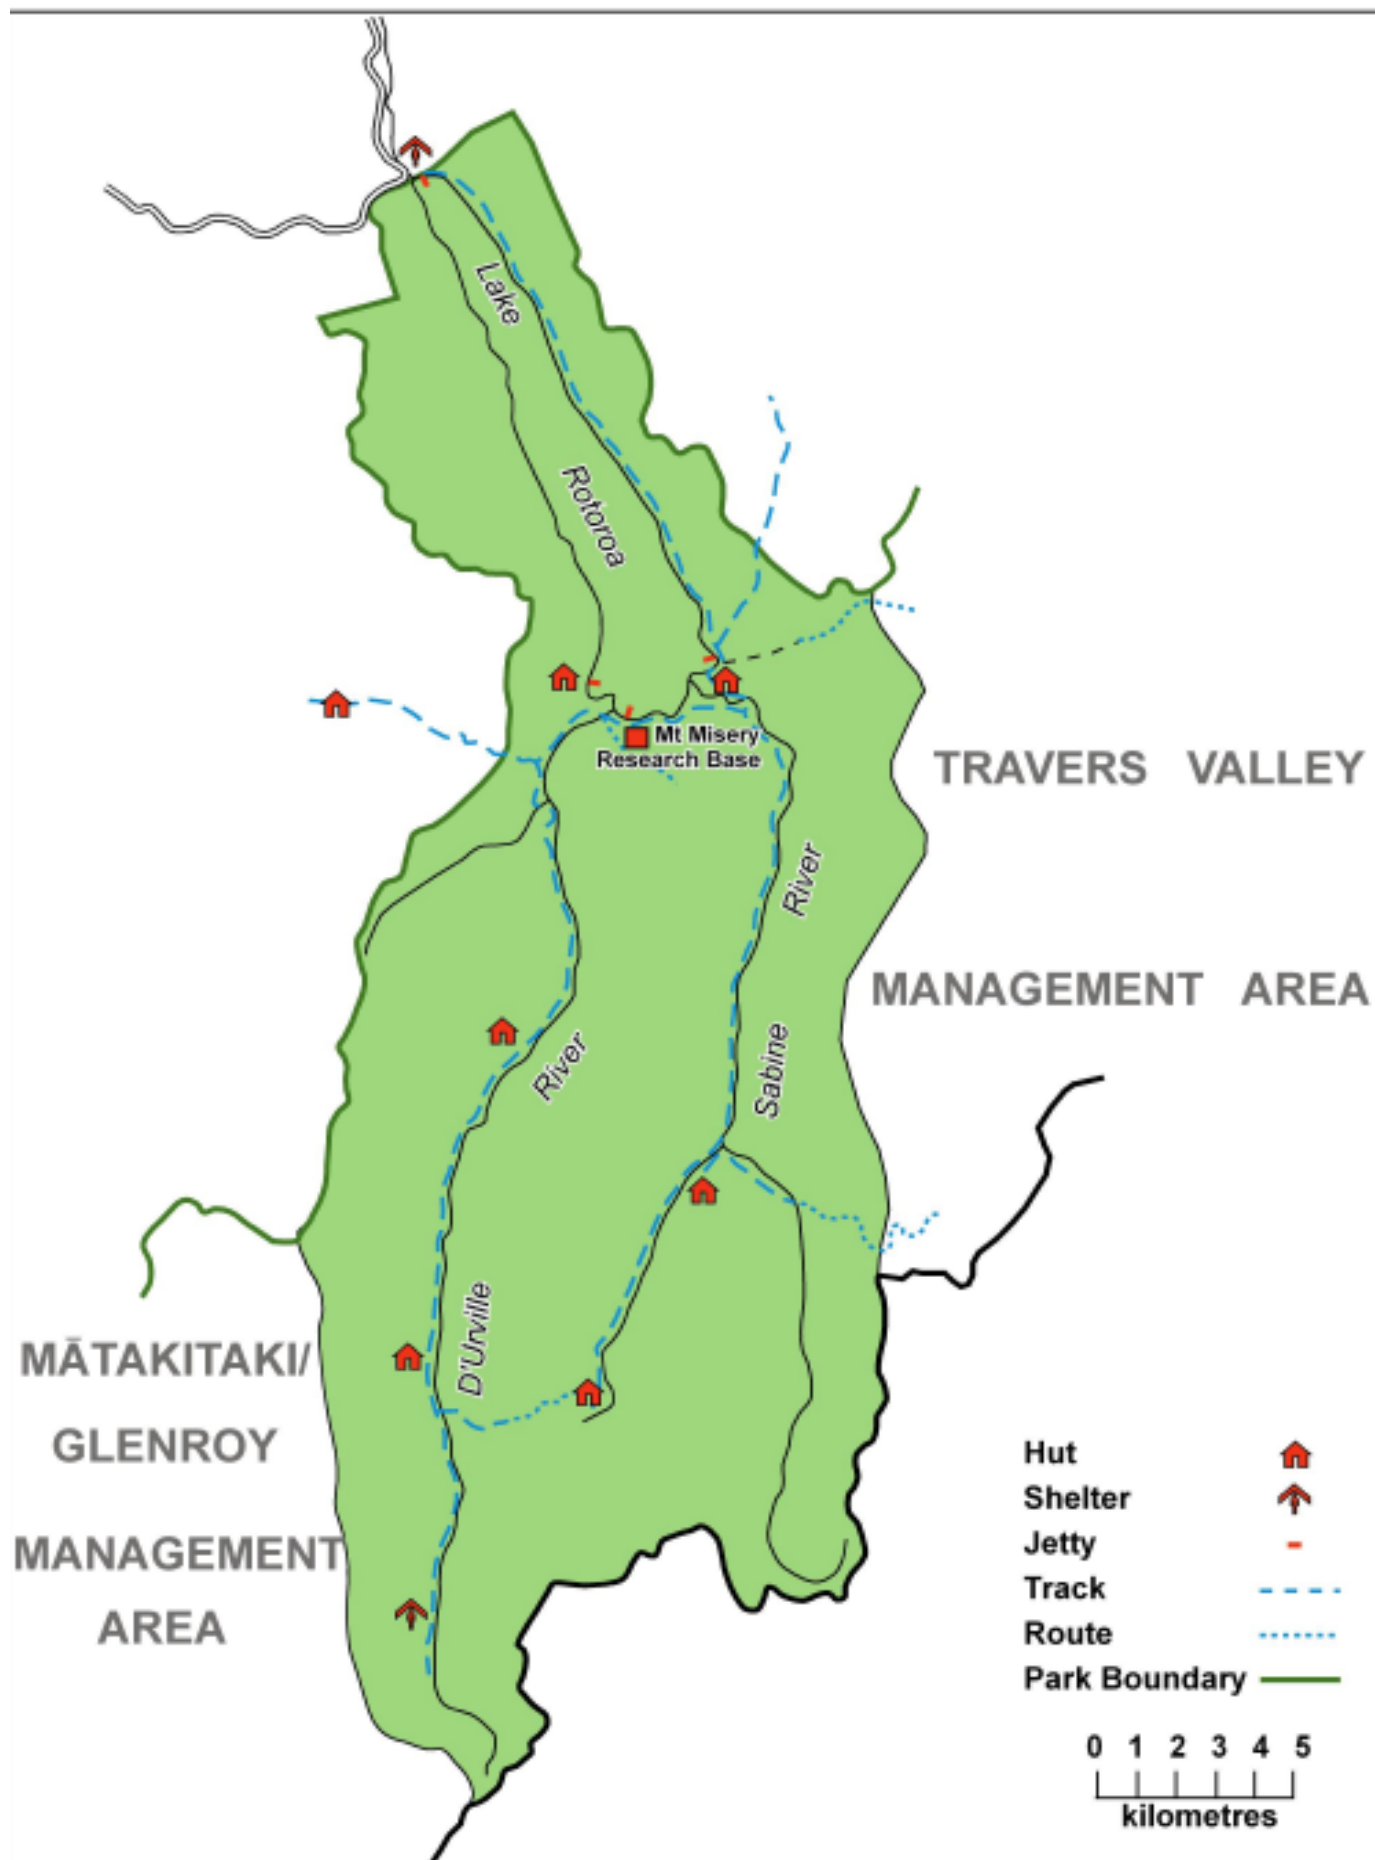 Lake
Rotoroa
Mt Misery
Research Base
TRAVERS VALLEY
River
MANAGEMENT AREA
River
Sabine
D'Urville
MĀTAKITAKI/
GLENROY
MANAGEMENT
AREA
Hut
Shelter
Jetty
Track
Route
Park Boundary
0 1 2 3 4 5
kilometres